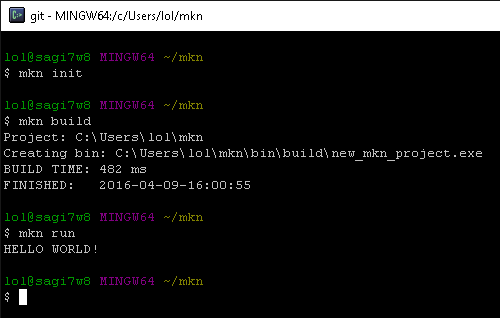 git - MINGW64:/c/Users/lol/mkn
lol@sagi7w8 MINGW64 ~/mkn
$ mkn init
lol@sagi7w8 MINGW64 ~/mkn
$ mkn build
Project: C:\Users\lol\mkn
Creating bin: C:\Users\lol\mkn\bin\build\new_mkn_project.exe
BUILD TIME: 482 ms
FINISHED:   2016-04-09-16:00:55
lol@sagi7w8 MINGW64 ~/mkn
$ mkn run
HELLO WORLD!
lol@sagi7w8 MINGW64 ~/mkn
$